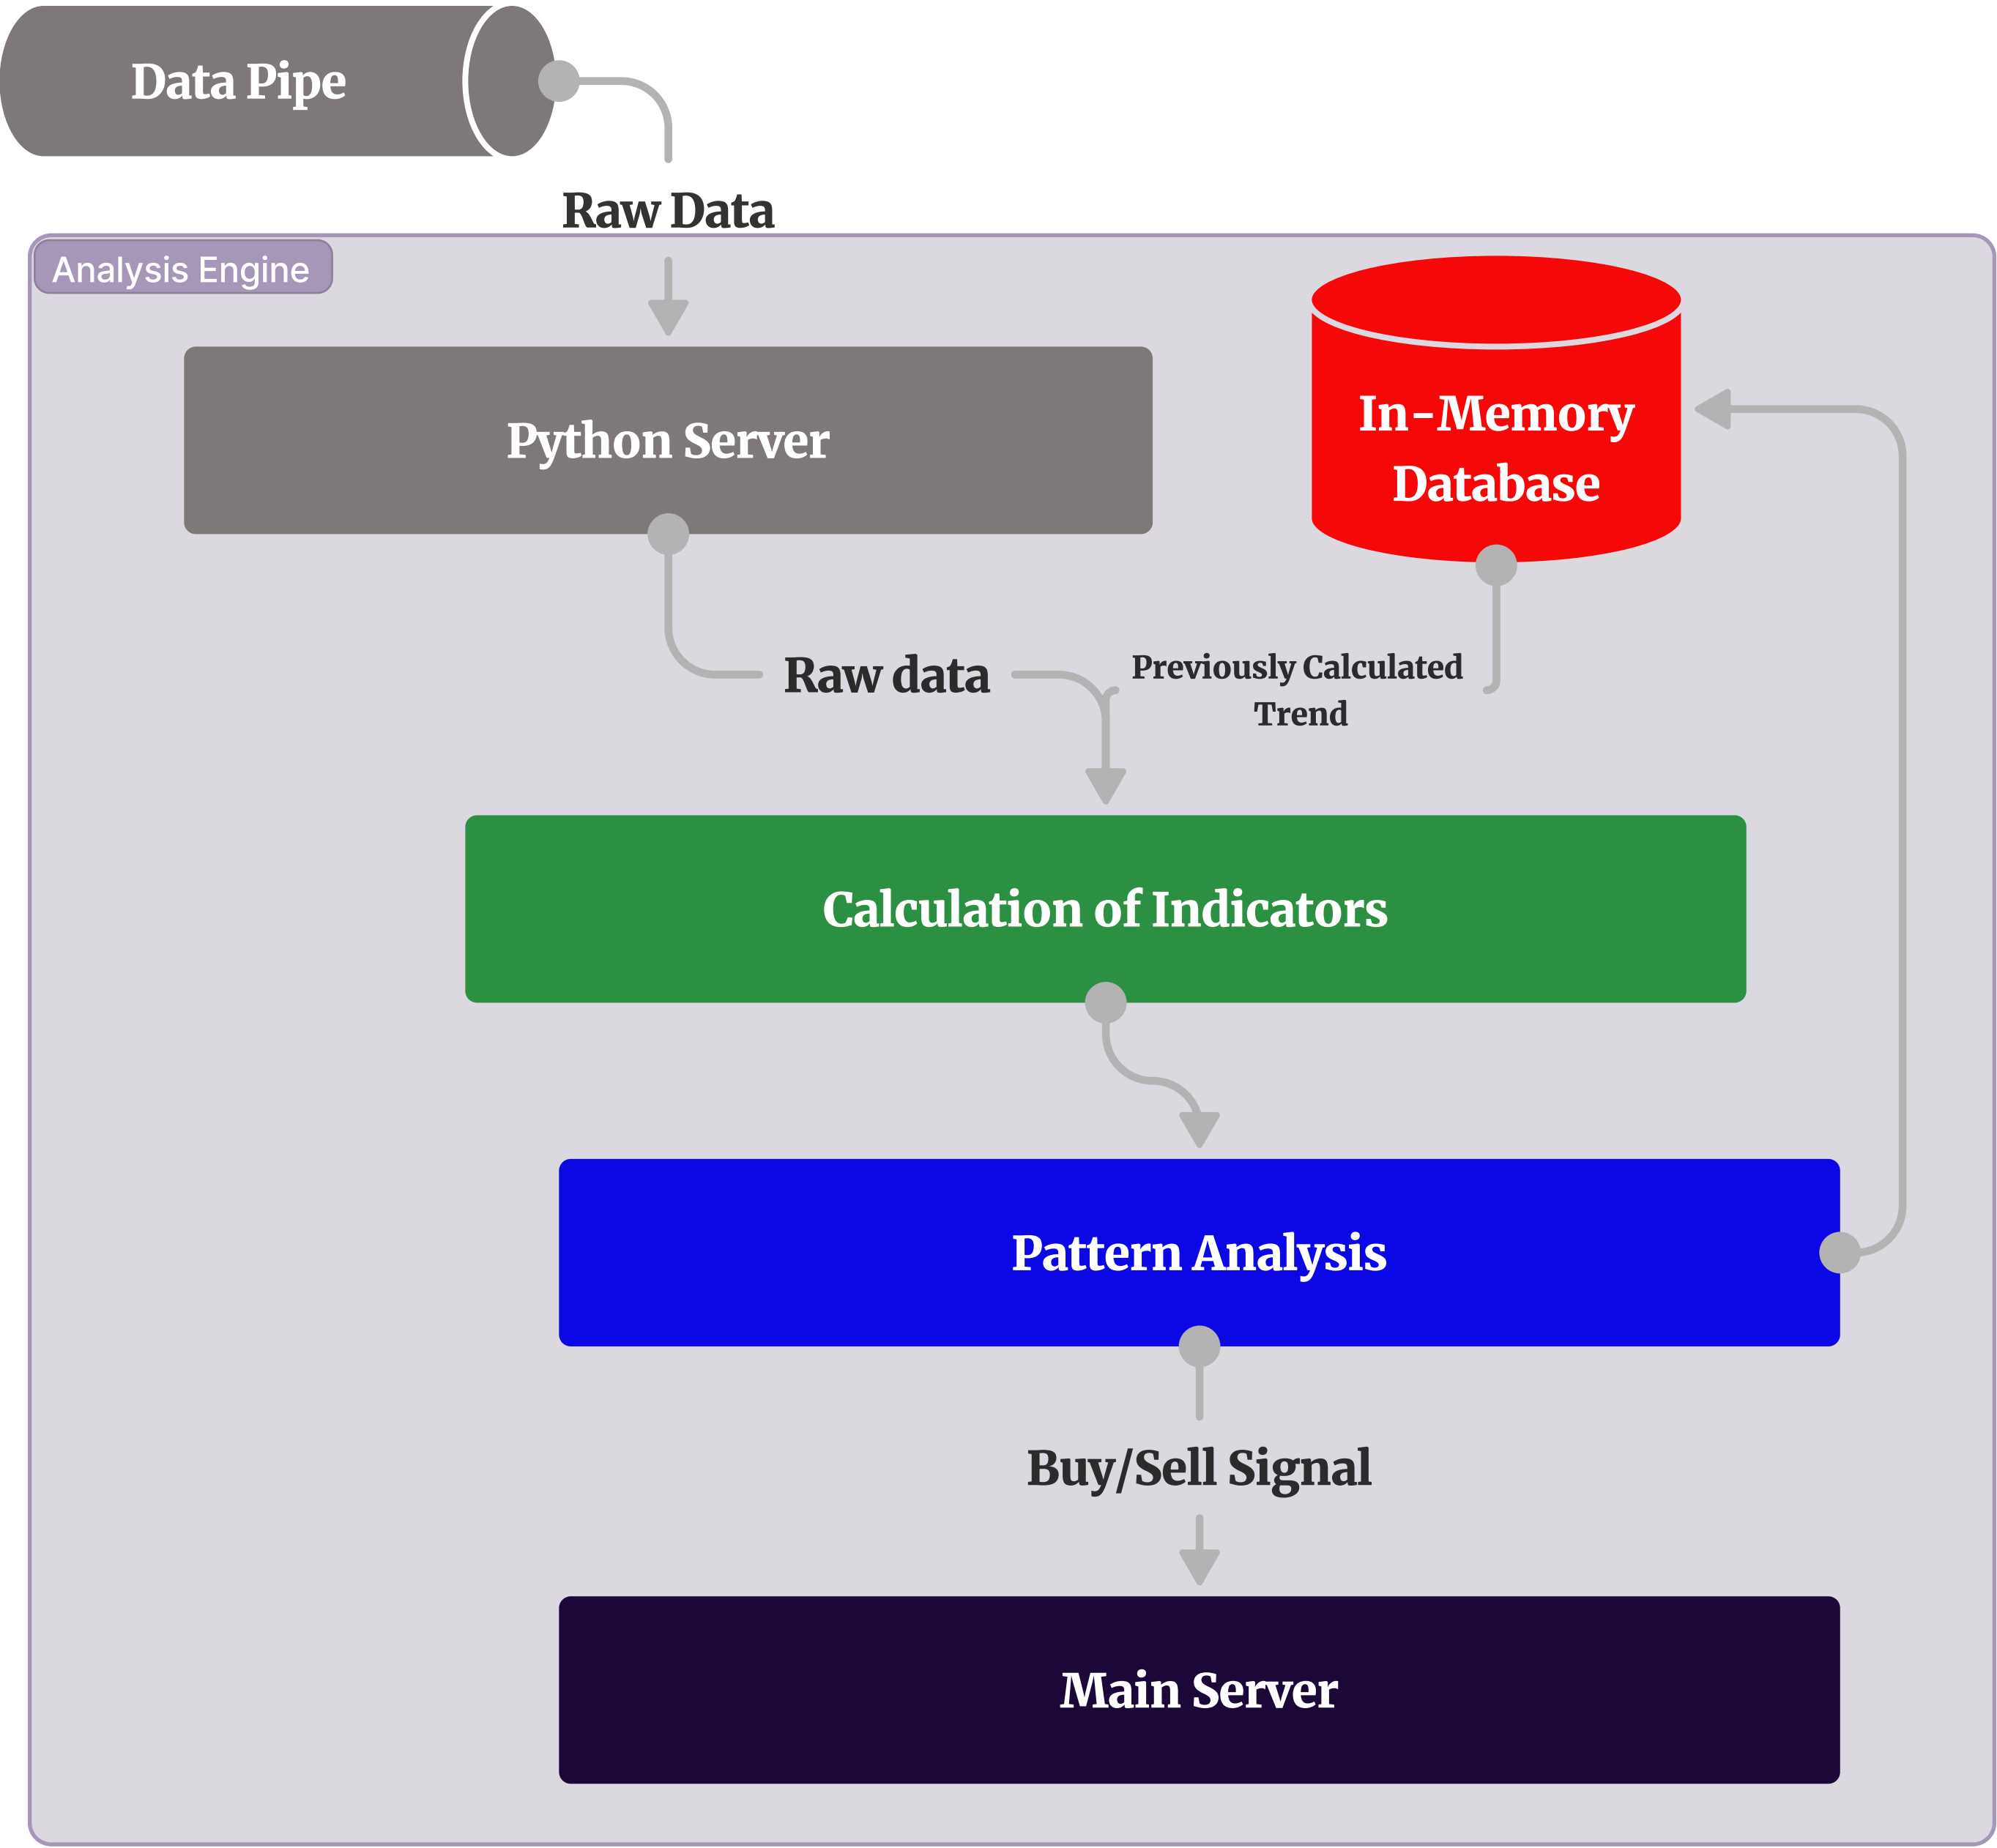 Data Pipe
Raw Data
Analysis Engine
Python Server
In-Memory
Database
Raw data
Previously Calculated
Trend
Calculation of Indicators
Pattern Analysis
Buy/Sell Signal
Main Server